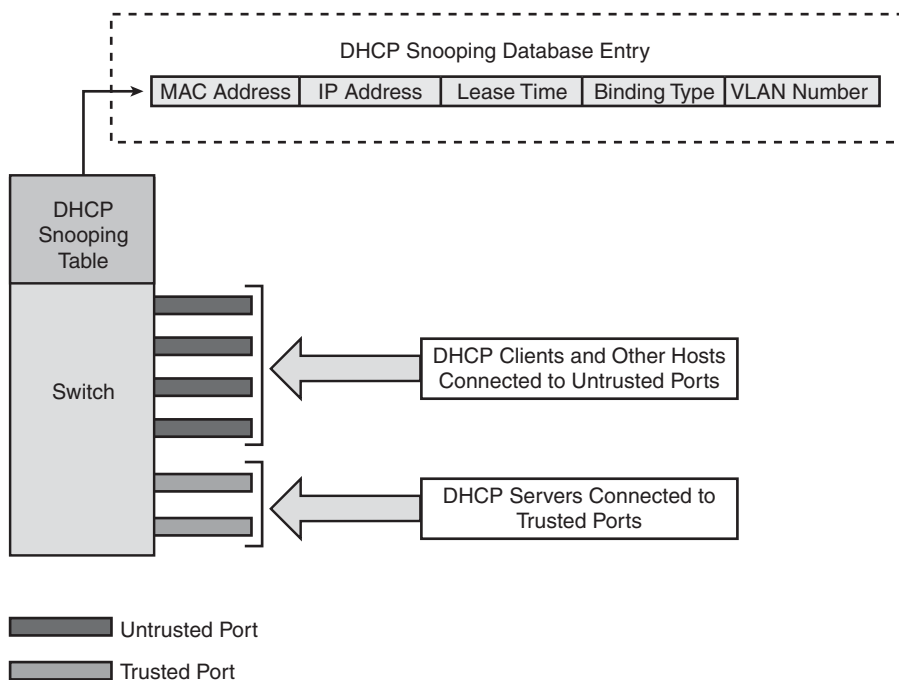 DHCP Snooping Database Entry
MAC Address IP Address Lease Time Binding Type VLAN Number
DHCP
Snooping
Table
Switch
DHCP Clients and Other Hosts
Connected to Untrusted Ports
DHCP Servers Connected to
Trusted Ports
Untrusted Port
Trusted Port